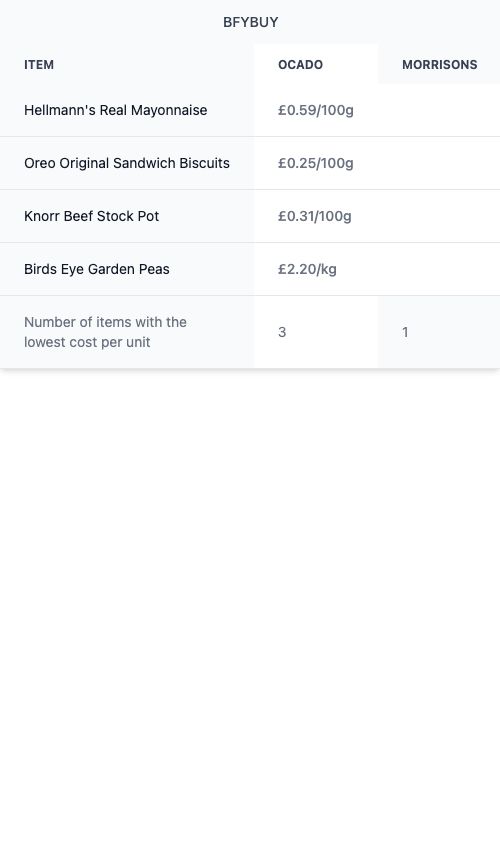 BFYBUY
ITEM OCADO MORRISONS
Hellmann's Real Mayonnaise £0.59/100g
Oreo Original Sandwich Biscuits £0.25/100g
Knorr Beef Stock Pot £0.31/100g
Birds Eye Garden Peas £2.20/kg
Number of items with the
lowest cost per unit
3 1